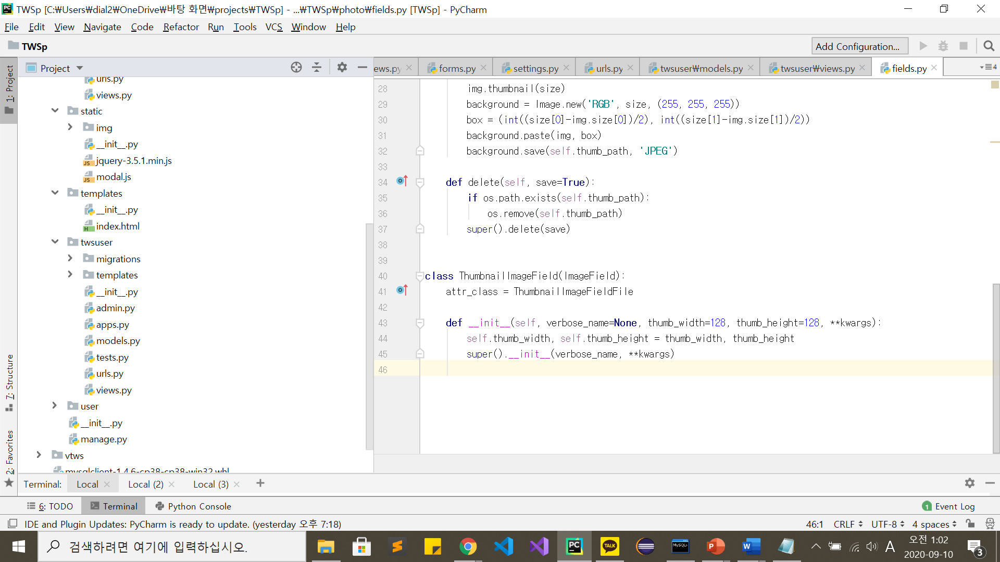 TWSp [C:₩Users₩dial2₩OneDrive₩바탕 화면₩projects₩TWSp] - ...₩TWSp₩photo₩fields.py [TWSp] - PyCharm
File Edit View Navigate Code Refactor Run Tools VCS Window Help
TWSp
Add Configuration...
1: Project
7: Structure
2: Favorites
Project
urls.py
views.py
static
img
__init__.py
jquery-3.5.1.min.js
modal.js
templates
__init__.py
index.html
twsuser
migrations
templates
__init__.py
admin.py
apps.py
models.py
tests.py
urls.py
views.py
user
__init__.py
manage.py
vtws
mysqlclient-1.4.6-cp38-cp38-win32.whl
ews.py forms.py settings.py urls.py twsuser₩models.py twsuser₩views.py fields.py 4
28 img.thumbnail(size)
29 background = Image.new('RGB', size, (255, 255, 255))
30 box = (int((size[0]-img.size[0])/2), int((size[1]-img.size[1])/2))
31 background.paste(img, box)
32 background.save(self.thumb_path, 'JPEG')
33
34 def delete(self, save=True):
35 if os.path.exists(self.thumb_path):
36 os.remove(self.thumb_path)
37 super().delete(save)
38
39
40 class ThumbnailImageField(ImageField):
41 attr_class = ThumbnailImageFieldFile
42
43 def __init__(self, verbose_name=None, thumb_width=128, thumb_height=128, **kwargs):
44 self.thumb_width, self.thumb_height = thumb_width, thumb_height
45 super().__init__(verbose_name, **kwargs)
46
Terminal: Local Local (2) Local (3)
6: TODO Terminal Python Console 1 Event Log
IDE and Plugin Updates: PyCharm is ready to update. (yesterday 오후 7:18) 46:1 CRLF UTF-8 4 spaces
검색하려면 여기에 입력하십시오.
PC
TALK
MySQL
P
W
A
오전 1:02
2020-09-10
3